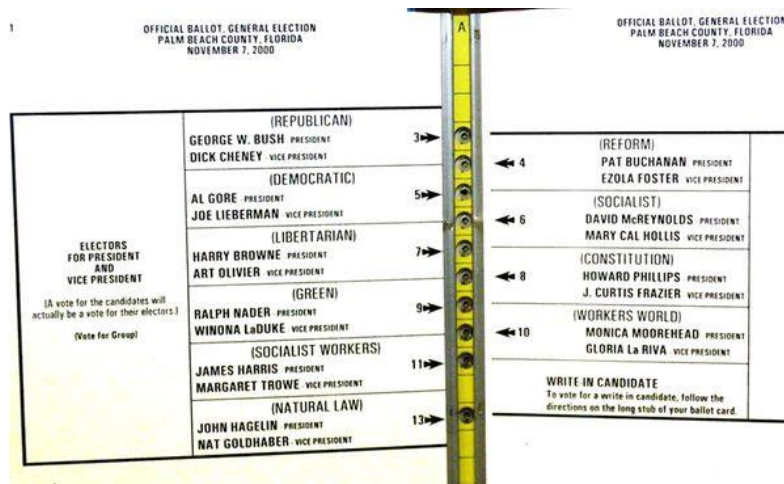 1
OFFICIAL BALLOT, GENERAL ELECTION
PALM BEACH COUNTY, FLORIDA
NOVEMBER 7, 2000
ELECTORS
FOR PRESIDENT
AND
VICE PRESIDENT
(A vote for the candidates will
actually be a vote for their electors.)
(Vote for Group)
(REPUBLICAN)
GEORGE W. BUSH PRESIDENT
DICK CHENEY VICE PRESIDENT
3
(DEMOCRATIC)
AL GORE PRESIDENT
JOE LIEBERMAN VICE PRESIDENT
5
(LIBERTARIAN)
HARRY BROWNE PRESIDENT
ART OLIVIER VICE PRESIDENT
7
(GREEN)
RALPH NADER PRESIDENT
WINONA LaDUKE VICE PRESIDENT
9
(SOCIALIST WORKERS)
JAMES HARRIS PRESIDENT
MARGARET TROWE VICE PRESIDENT
11
(NATURAL LAW)
JOHN HAGELIN PRESIDENT
NAT GOLDHABER VICE PRESIDENT
13
A
OFFICIAL BALLOT, GENERAL ELECTION
PALM BEACH COUNTY, FLORIDA
NOVEMBER 7, 2000
(REFORM)
4 PAT BUCHANAN PRESIDENT
EZOLA FOSTER VICE PRESIDENT
(SOCIALIST)
6 DAVID McREYNOLDS PRESIDENT
MARY CAL HOLLIS VICE PRESIDENT
(CONSTITUTION)
8 HOWARD PHILLIPS PRESIDENT
J. CURTIS FRAZIER VICE PRESIDENT
(WORKERS WORLD)
10 MONICA MOOREHEAD PRESIDENT
GLORIA La RIVA VICE PRESIDENT
WRITE-IN CANDIDATE
To vote for a write-in candidate, follow the
directions on the long stub of your ballot card.